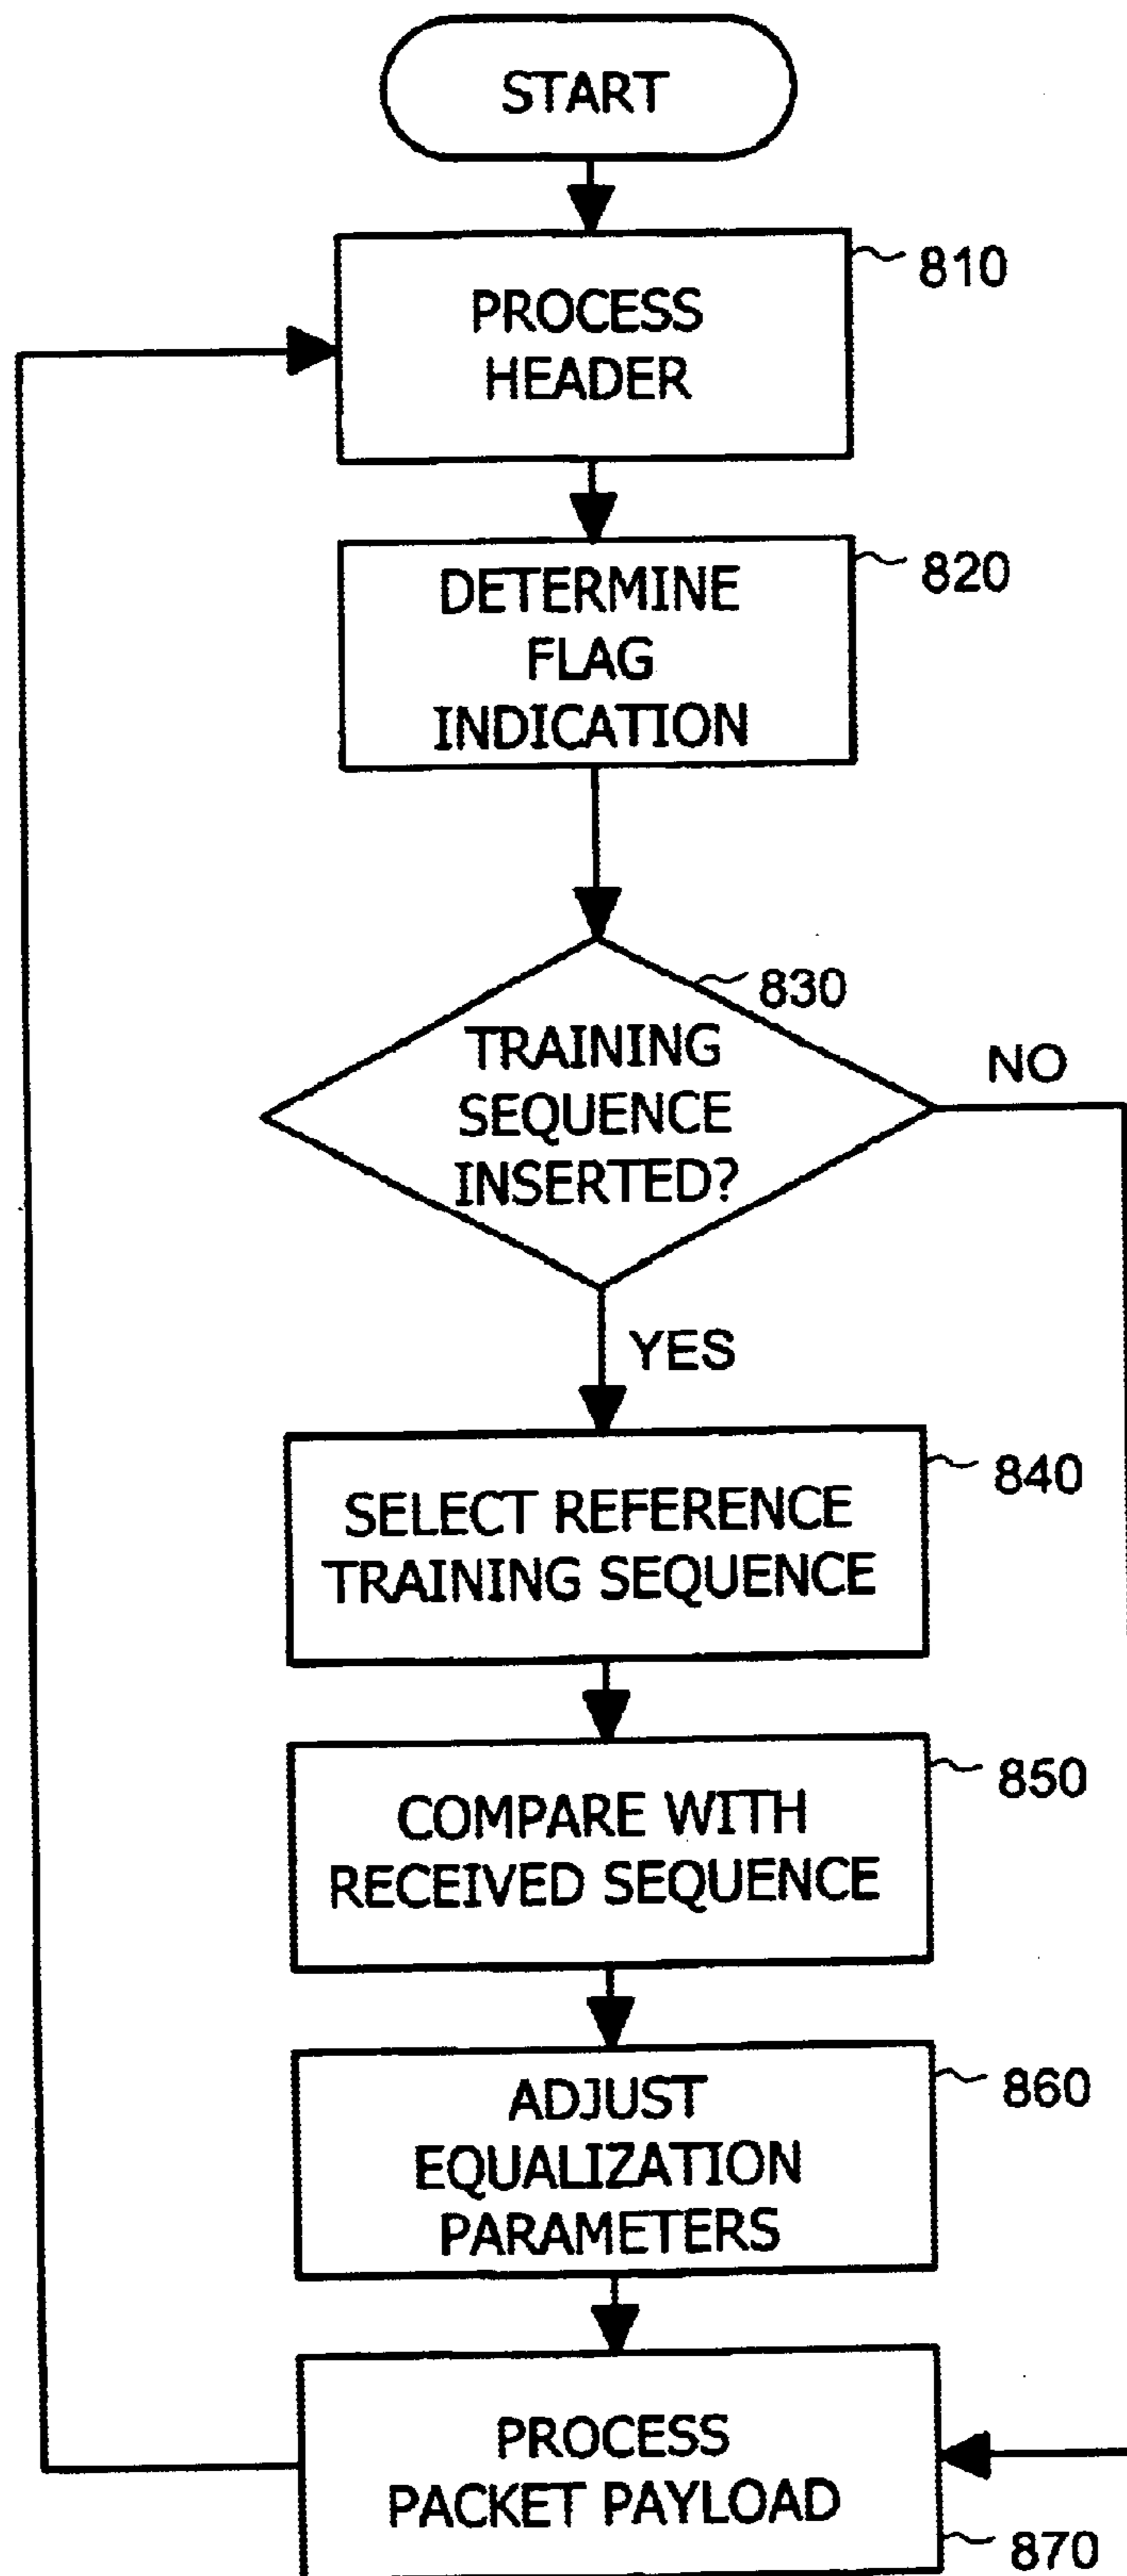 START
810
PROCESS
HEADER
820
DETERMINE
FLAG
INDICATION
830
TRAINING
SEQUENCE
INSERTED?
NO
YES
840
SELECT REFERENCE
TRAINING SEQUENCE
850
COMPARE WITH
RECEIVED SEQUENCE
860
ADJUST
EQUALIZATION
PARAMETERS
PROCESS
PACKET PAYLOAD
870